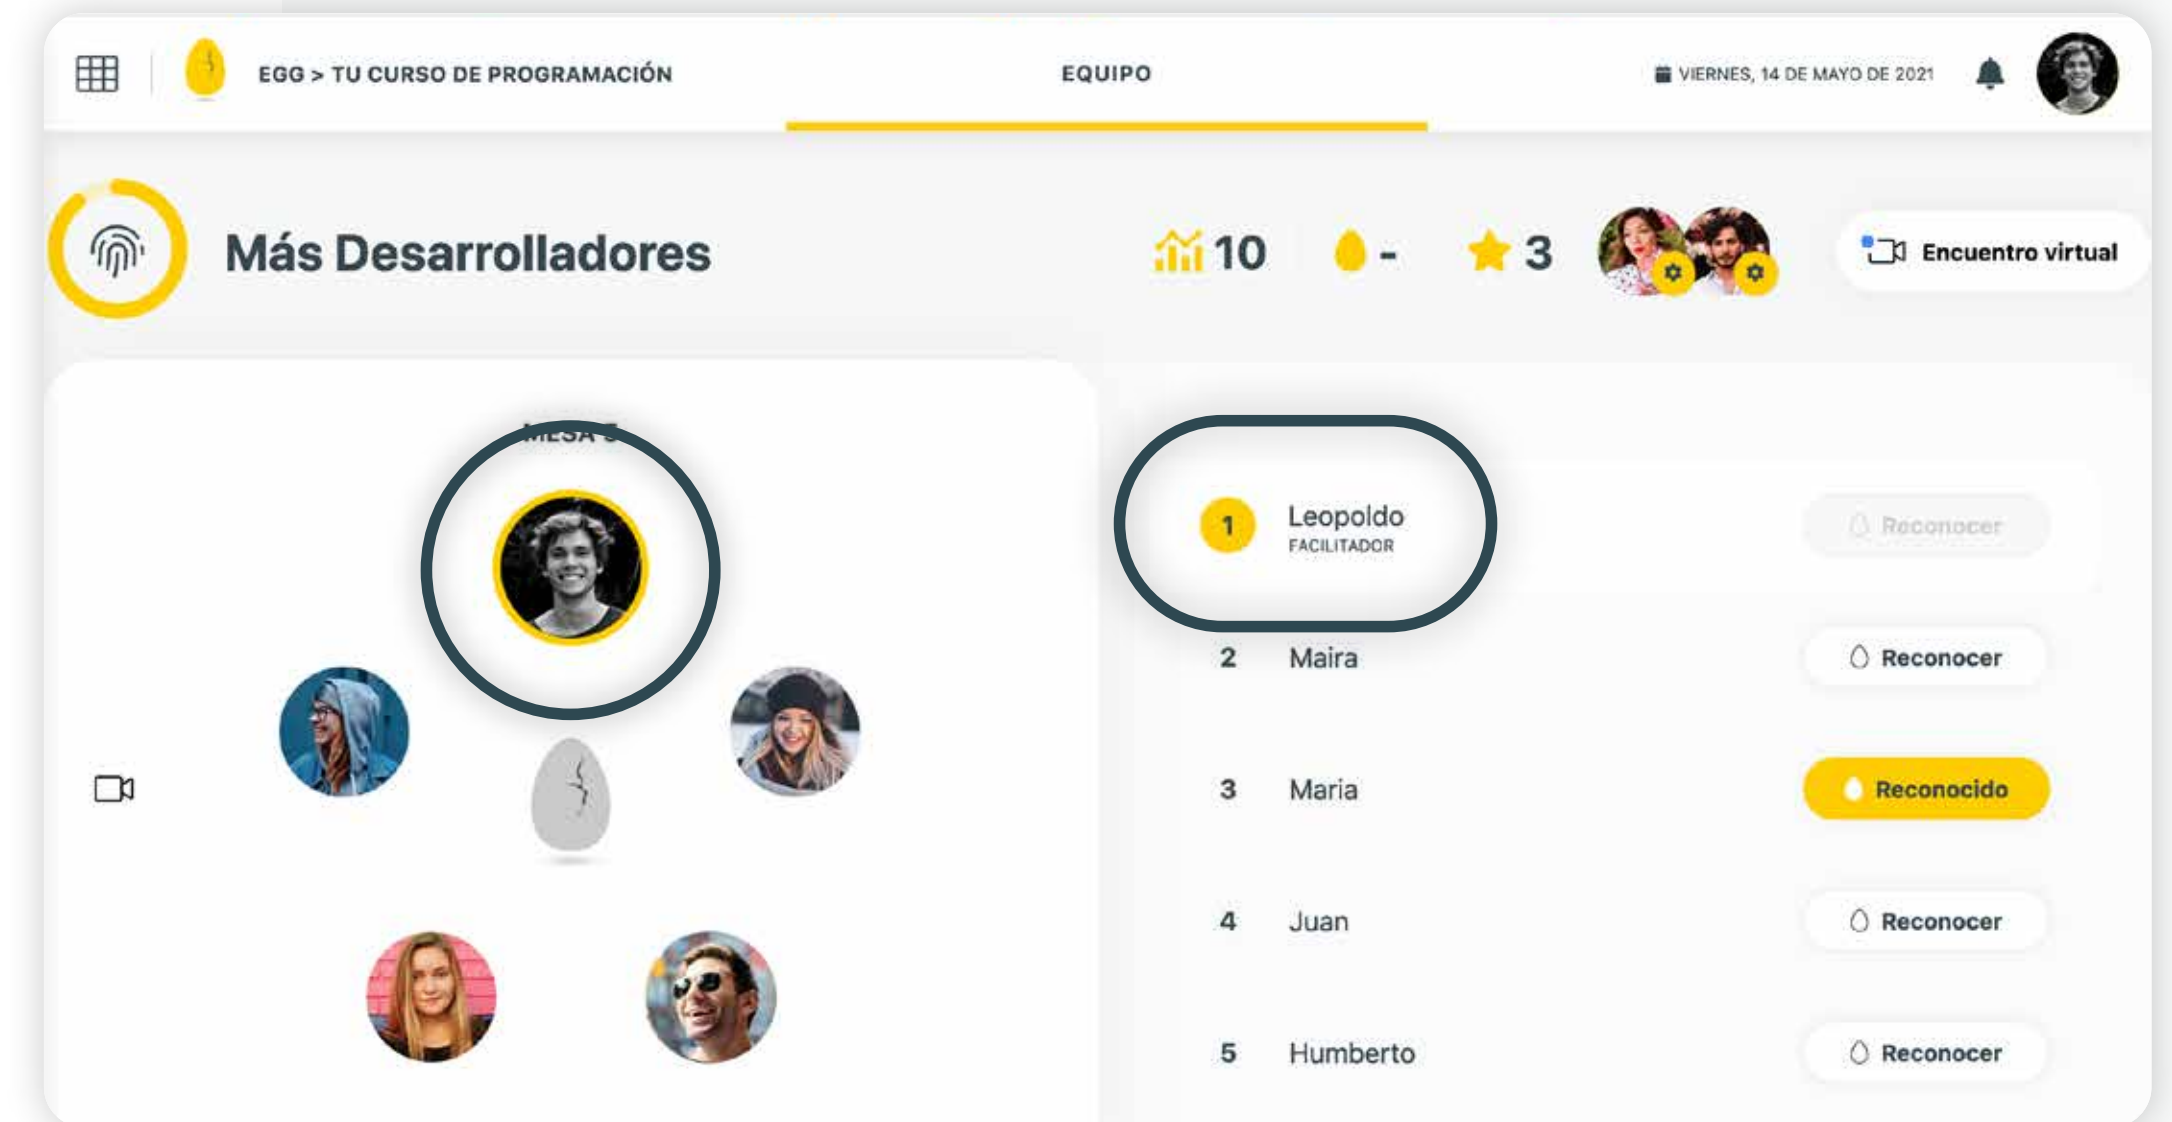 EGG > TU CURSO DE PROGRAMACIÓN
EQUIPO
VIERNES, 14 DE MAYO DE 2021
Más Desarrolladores
10
-
3
Encuentro virtual
MESA
1 Leopoldo Reconocer
FACILITADOR
2 Maira Reconocer
3 Maria Reconocido
4 Juan Reconocer
5 Humberto Reconocer